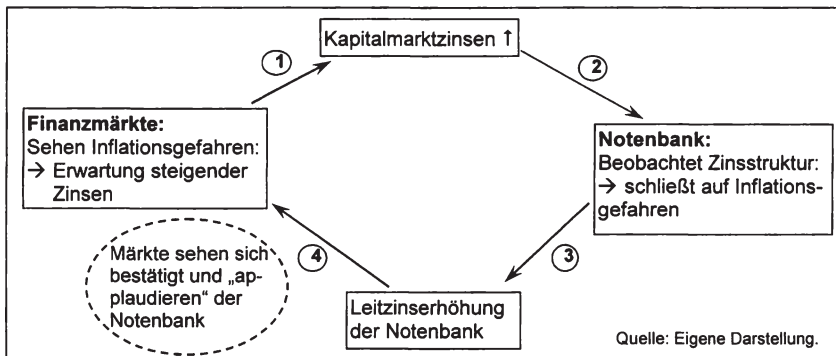 Kapitalmarktzinsen ↑
1
2
Finanzmärkte:
Sehen Inflationsgefahren:
→ Erwartung steigender
Zinsen
Notenbank:
Beobachtet Zinsstruktur:
→ schließt auf Inflations-
gefahren
4
3
Märkte sehen sich
bestätigt und „ap-
plaudieren“ der
Notenbank
Leitzinserhöhung
der Notenbank
Quelle: Eigene Darstellung.